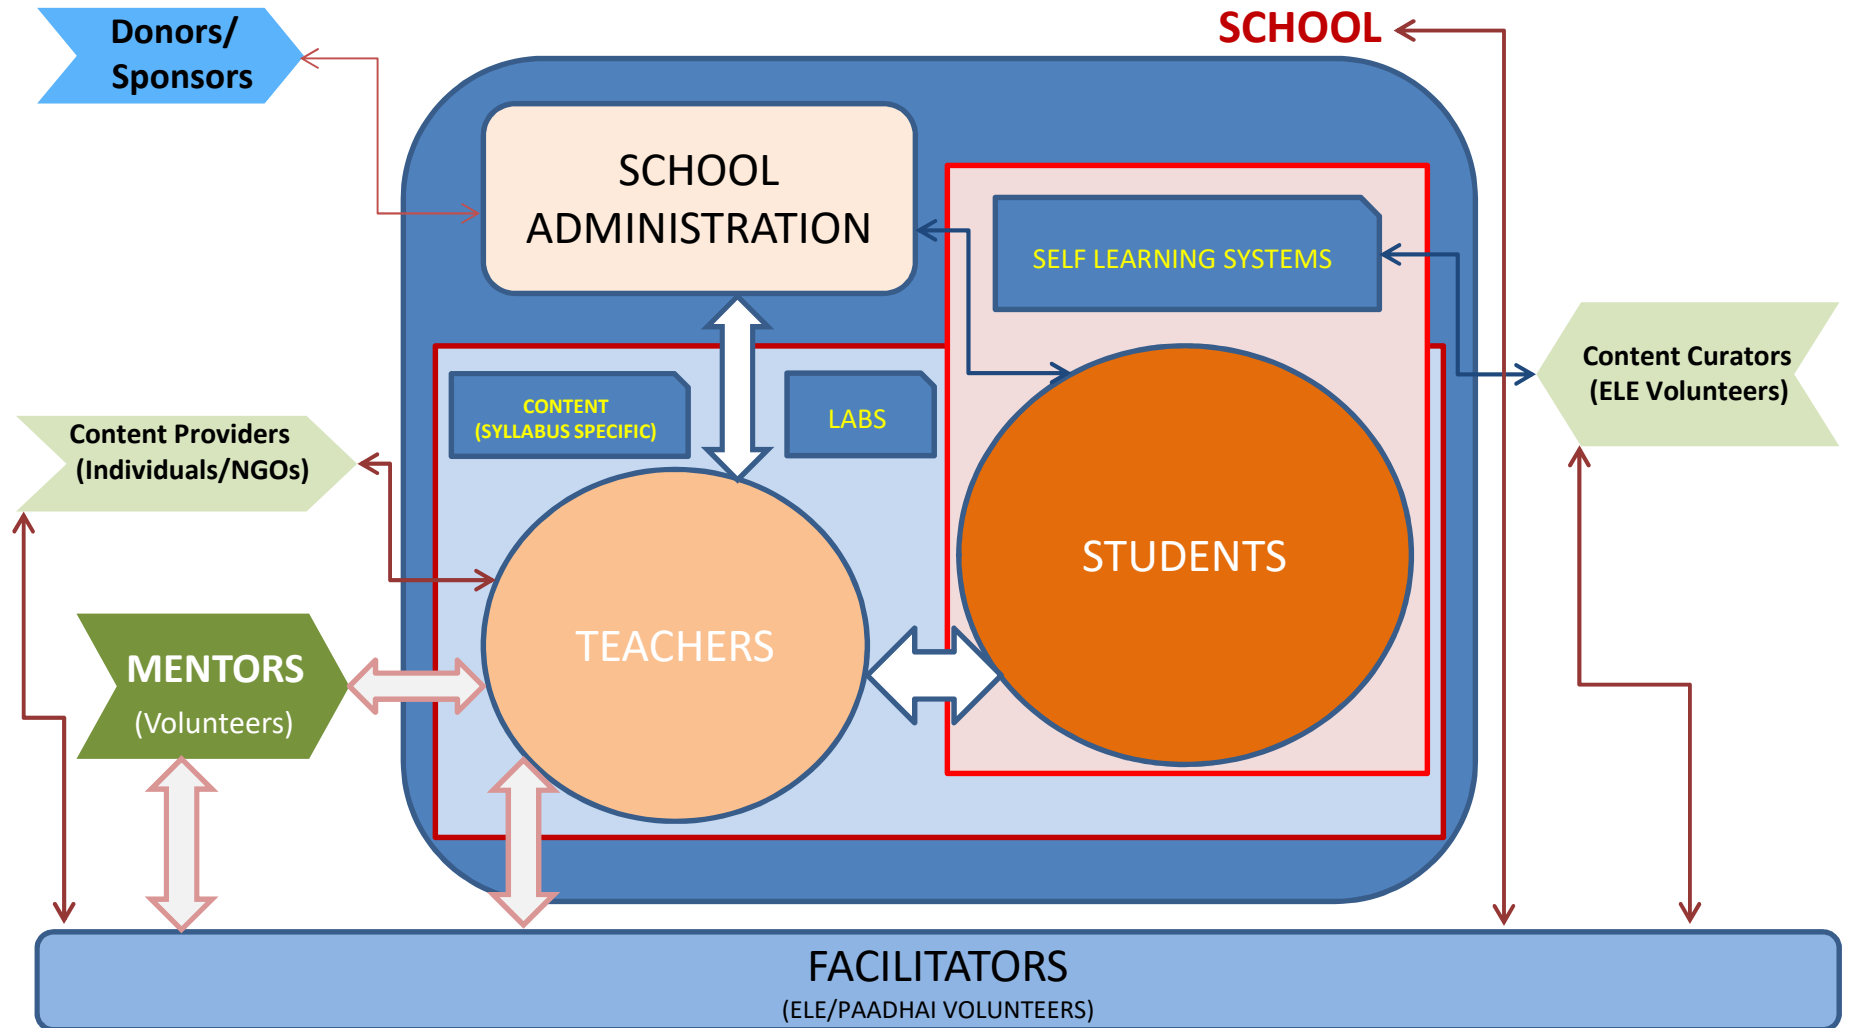 Donors/
Sponsors
SCHOOL
SCHOOL
ADMINISTRATION
SELF LEARNING SYSTEMS
CONTENT
(SYLLABUS SPECIFIC)
LABS
Content Curators
(ELE Volunteers)
Content Providers
(Individuals/NGOs)
STUDENTS
TEACHERS
MENTORS
(Volunteers)
FACILITATORS
(ELE/PAADHAI VOLUNTEERS)